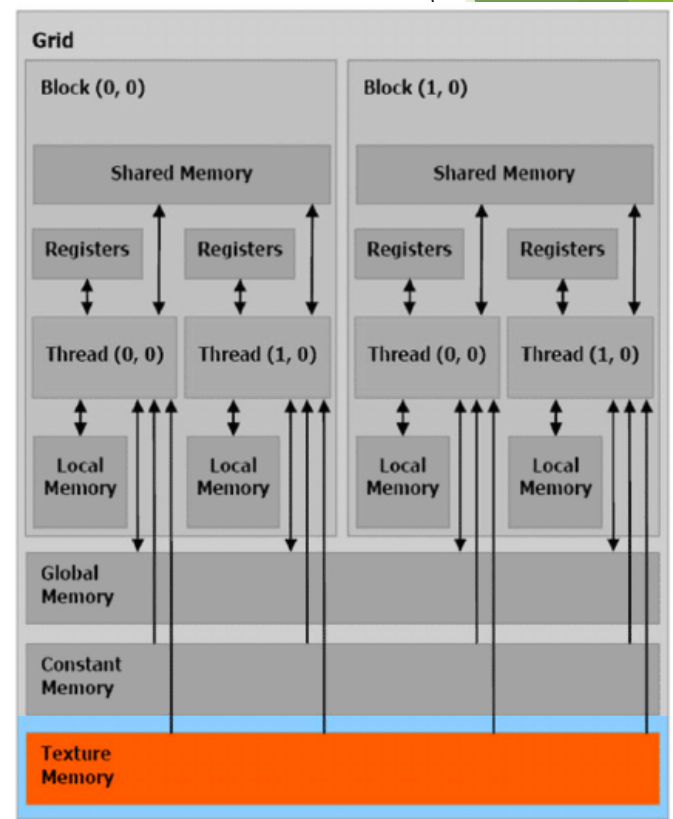 Grid
Block (0, 0)
Block (1, 0)
Shared Memory
Shared Memory
Registers
Registers
Registers
Registers
Thread (0, 0)
Thread (1, 0)
Thread (0, 0)
Thread (1, 0)
Local
Memory
Local
Memory
Local
Memory
Local
Memory
Global
Memory
Constant
Memory
Texture
Memory